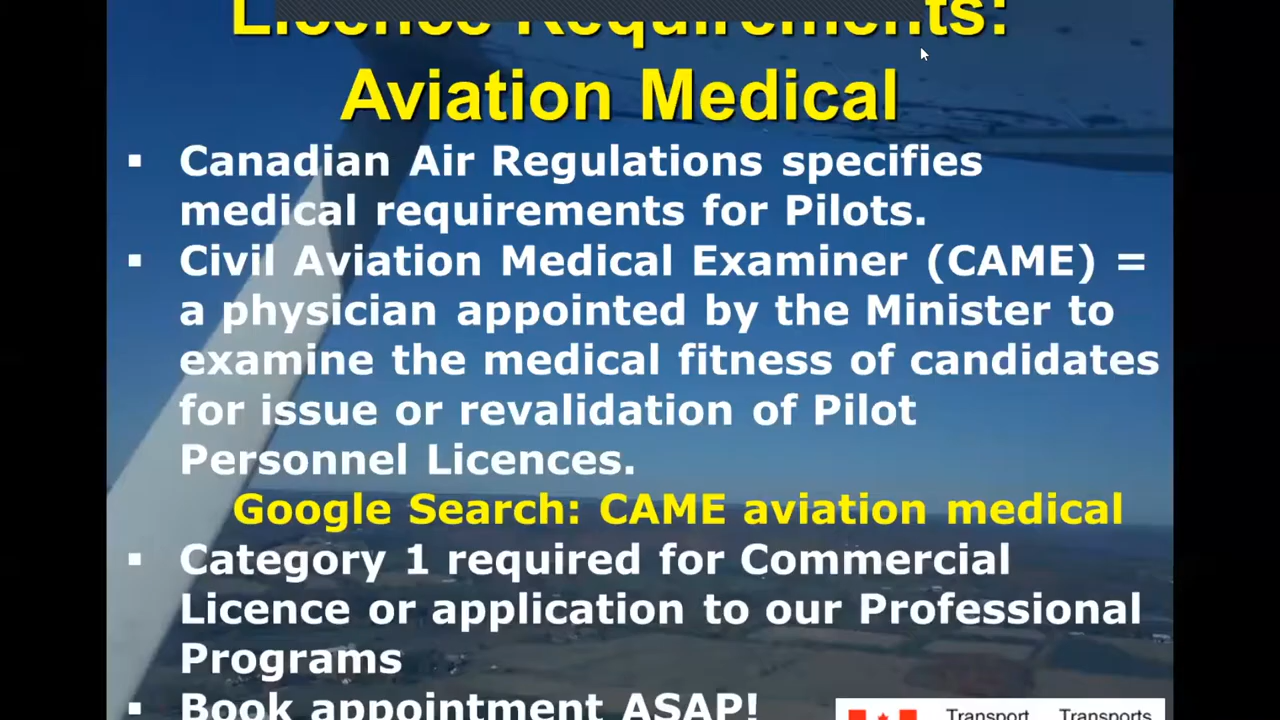 Licence Requirements:
Aviation Medical
▪ Canadian Air Regulations specifies
medical requirements for Pilots.
▪ Civil Aviation Medical Examiner (CAME) =
a physician appointed by the Minister to
examine the medical fitness of candidates
for issue or revalidation of Pilot
Personnel Licences.
Google Search: CAME aviation medical
▪ Category 1 required for Commercial
Licence or application to our Professional
Programs
▪ Book appointment ASAP!
Transport Transports